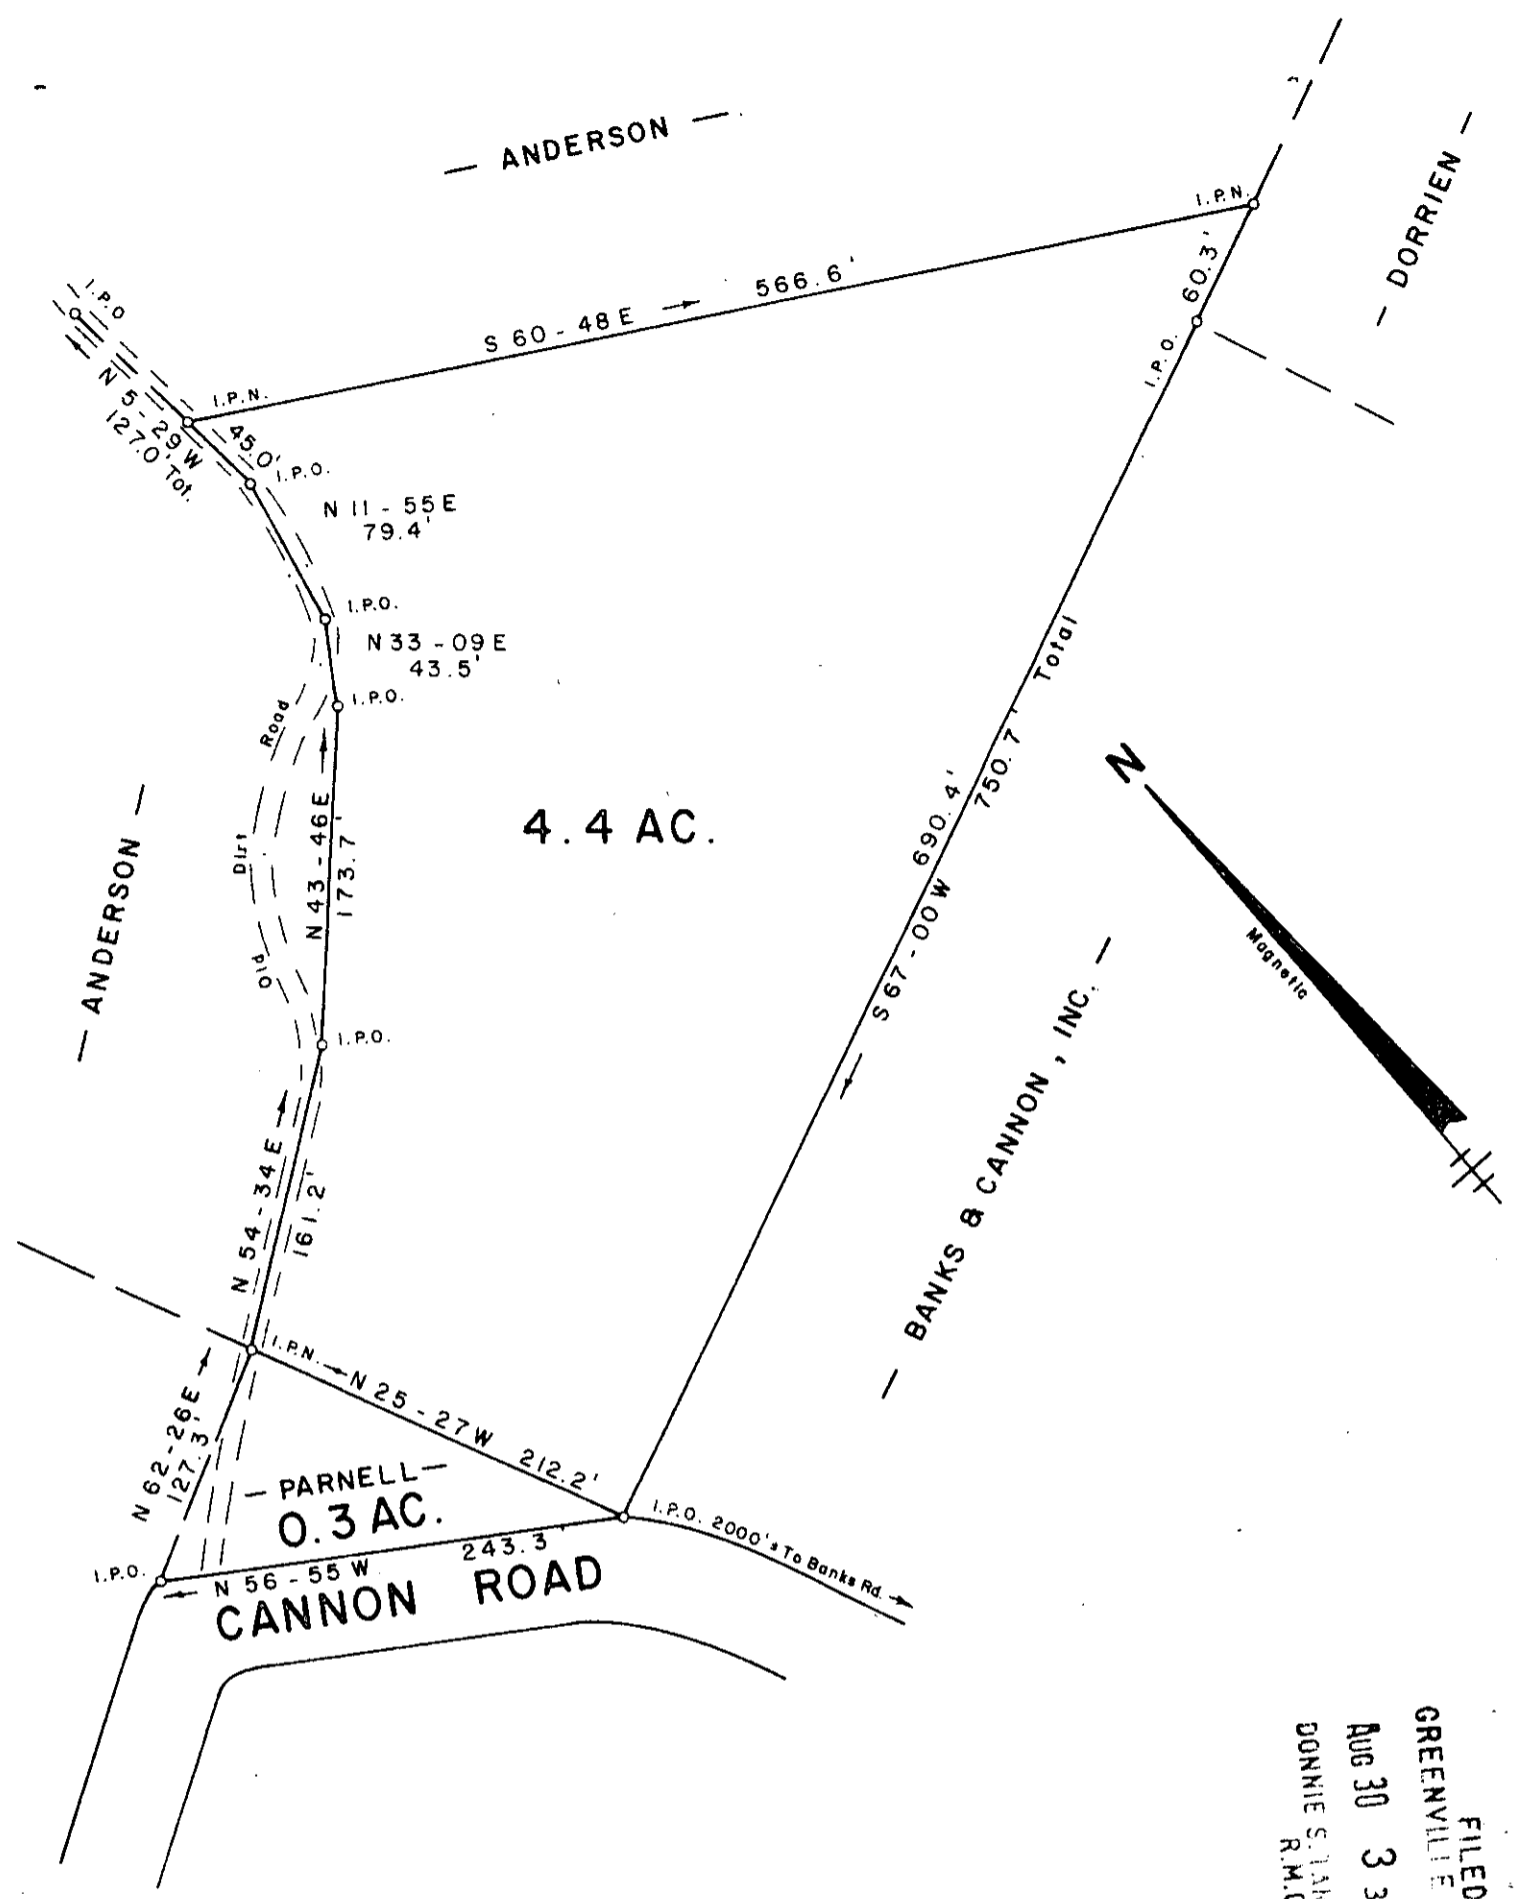 — ANDERSON —
— DORRIEN —
I.P.N.
60.3'
S 60 - 48 E → 566.6'
I.P.O
I.P.O.
N 5 - 29 W
127.0' Tot.
I.P.N.
45.0'
I.P.O.
N 11 - 55 E
79.4'
I.P.O.
N 33 - 09 E
43.5'
I.P.O.
Old Dirt Road
N 43 - 46 E
173.7'
4.4 AC.
690.4'
750.7' Total
S 67 - 00 W
N
Magnetic
— ANDERSON —
— BANKS & CANNON, INC. —
I.P.O.
N 54 - 34 E
161.2'
I.P.N.
N 25 - 27 W 212.2'
N 62 - 26 E
127.3'
— PARNELL —
0.3 AC.
I.P.O. 2000'± To Banks Rd.
I.P.O.
N 56 - 55 W 243.3'
CANNON ROAD
FILED
GREENVILLE
AUG 30 3
DONNIE S.